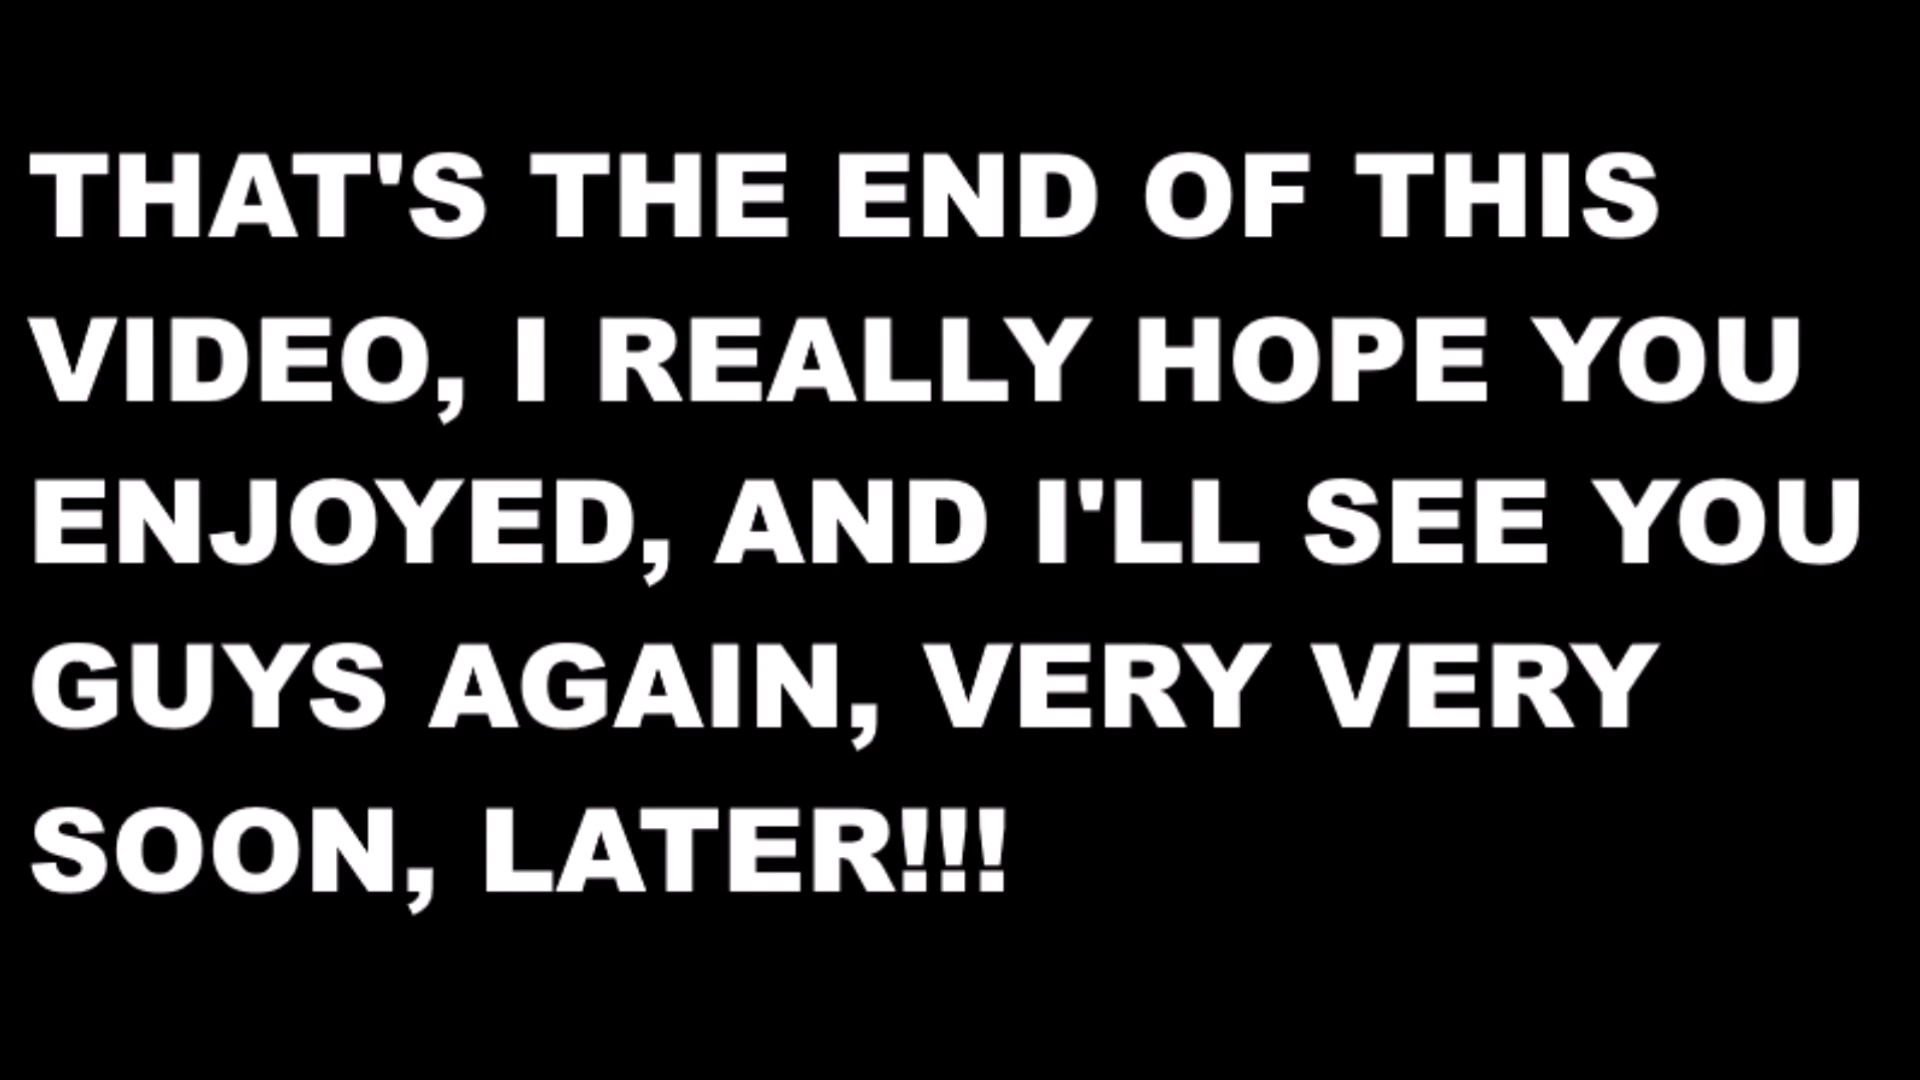 THAT'S THE END OF THIS
VIDEO, I REALLY HOPE YOU
ENJOYED, AND I'LL SEE YOU
GUYS AGAIN, VERY VERY
SOON, LATER!!!